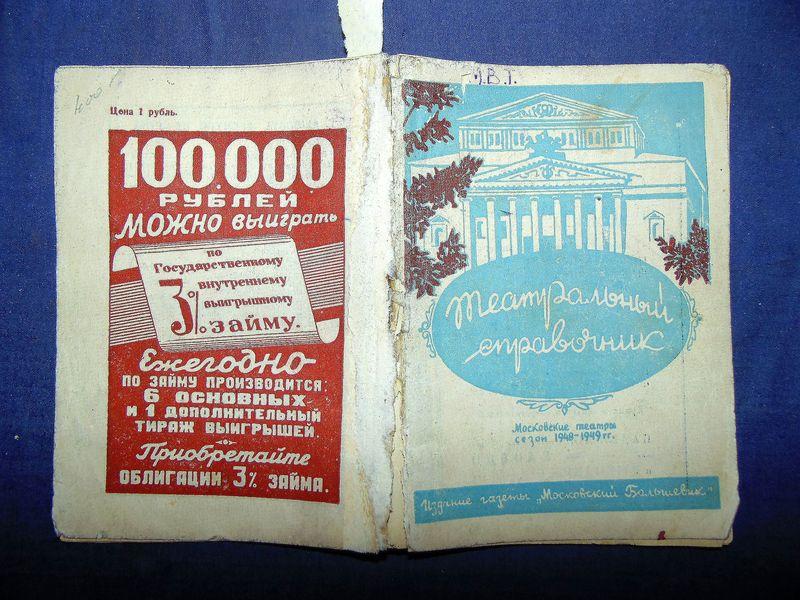 400
Цена 1 рубль.
100.000
РУБЛЕЙ
МОЖНО выиграть
по
Государственному
3% внутреннему
выигрышному
займу.
Ежегодно
ПО ЗАЙМУ ПРОИЗВОДИТСЯ:
6 ОСНОВНЫХ
И 1 ДОПОЛНИТЕЛЬНЫЙ
ТИРАЖ ВЫИГРЫШЕЙ.
Приобретайте
ОБЛИГАЦИИ 3% ЗАЙМА.
Театральный
справочник
Московские театры
сезон 1948-1949 гг.
Издание газеты „Московский Большевик"